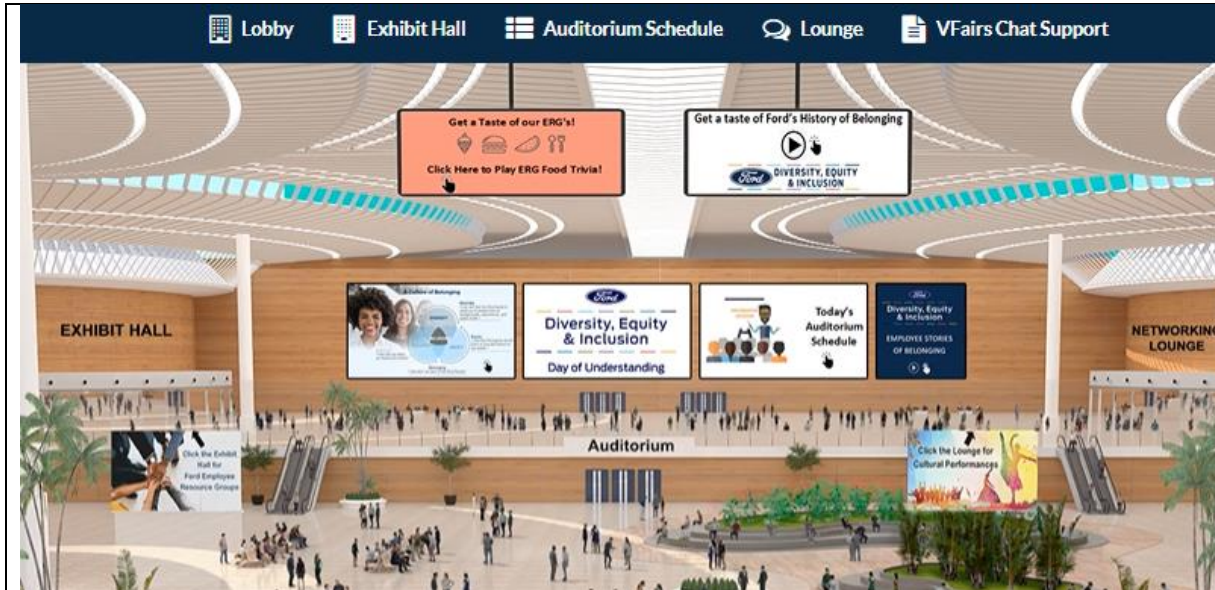 Lobby
Exhibit Hall
Auditorium Schedule
Lounge
VFairs Chat Support
Get a Taste of our ERG's!
Click Here to Play ERG Food Trivia!
Get a taste of Ford's History of Belonging
Ford
DIVERSITY, EQUITY
& INCLUSION
EXHIBIT HALL
A Culture of Belonging
Belonging
Ford
Diversity, Equity
& Inclusion
Day of Understanding
Today's
Auditorium
Schedule
Ford
Diversity, Equity
& Inclusion
EMPLOYEE STORIES
OF BELONGING
NETWORKING
LOUNGE
Auditorium
Click the Exhibit
Hall for
Ford Employee
Resource Groups
Click the Lounge for
Cultural Performances